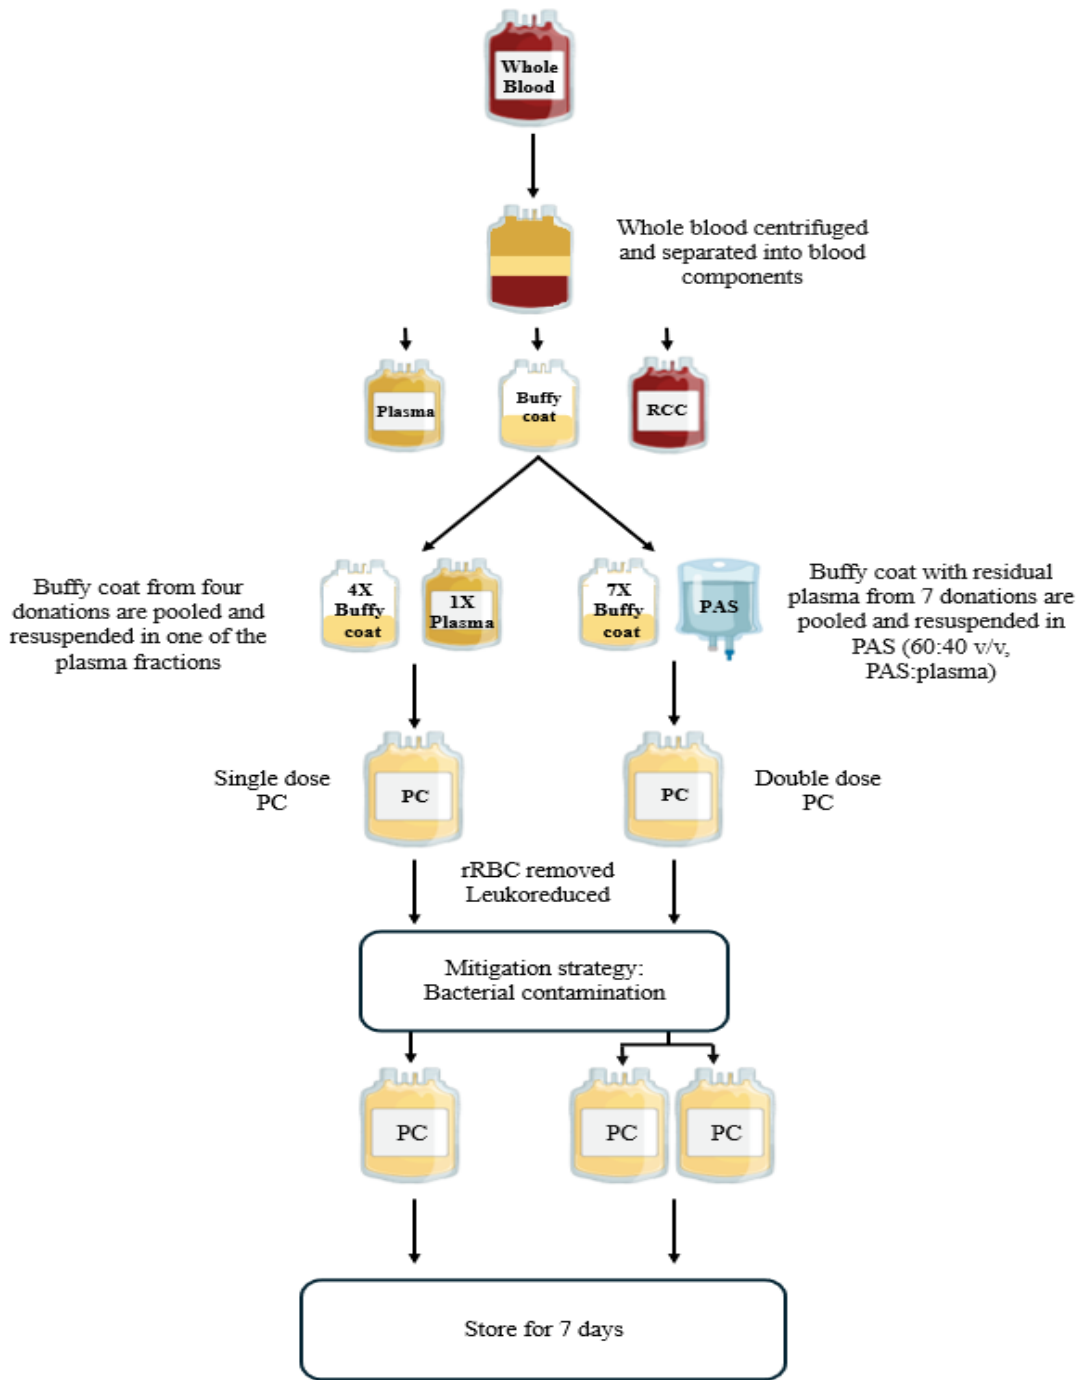 Whole
Blood
Whole blood centrifuged
and separated into blood
components
Plasma
Buffy
coat
RCC
Buffy coat from four
donations are pooled and
resuspended in one of the
plasma fractions
4X
Buffy
coat
1X
Plasma
7X
Buffy
coat
PAS
Buffy coat with residual
plasma from 7 donations are
pooled and resuspended in
PAS (60:40 v/v,
PAS:plasma)
Single dose
PC
PC
PC
Double dose
PC
rRBC removed
Leukoreduced
Mitigation strategy:
Bacterial contamination
PC
PC
PC
Store for 7 days